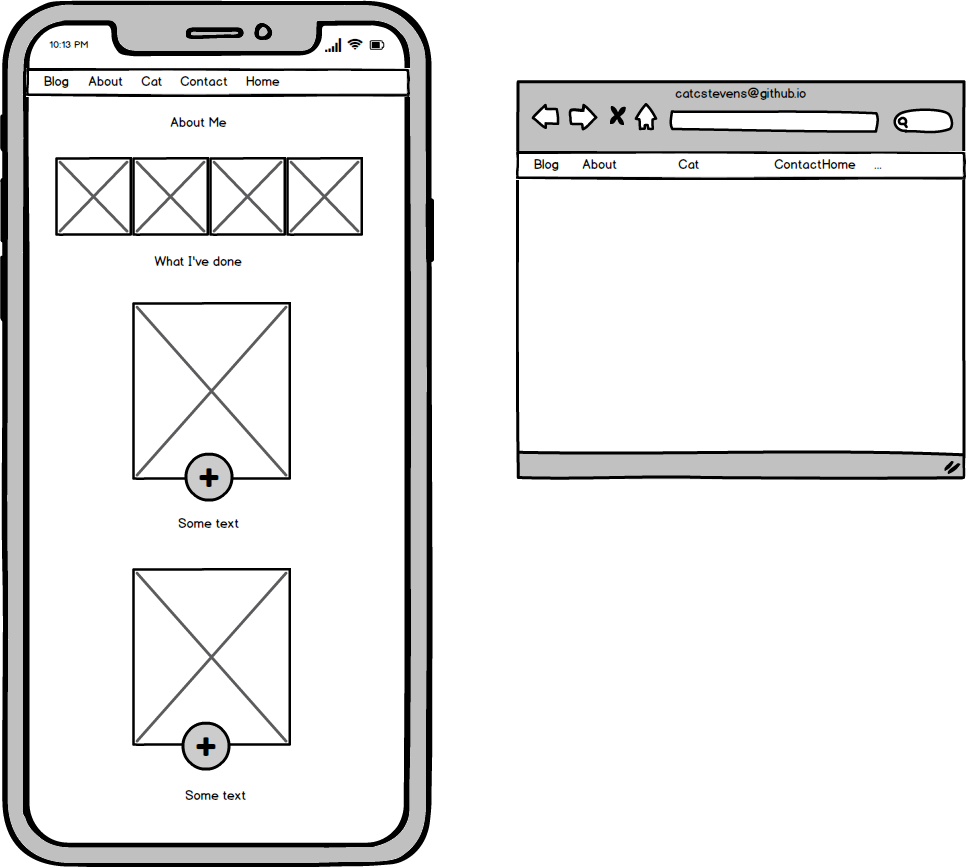 10:13 PM
Blog About Cat Contact Home
About Me
What I've done
Some text
Some text
catcstevens@github.io
Blog About Cat ContactHome ...